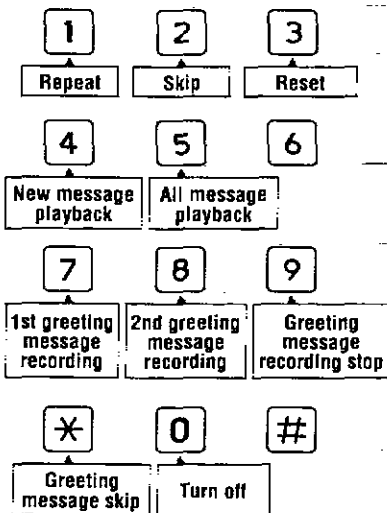 1 2 3
Repeat Skip Reset
4 5 6
New message All message
playback playback
7 8 9
1st greeting 2nd greeting Greeting
message message message
recording recording recording stop
* 0 #
Greeting
message skip Turn off